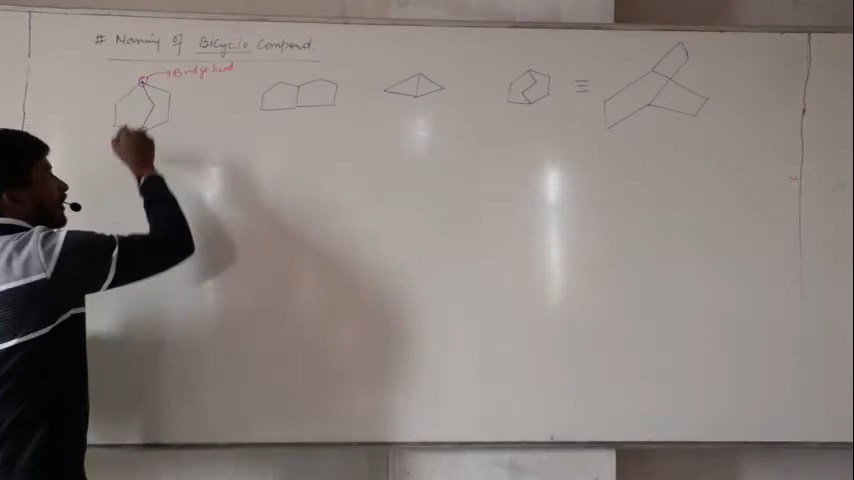 # Naming of Bicyclo Compound.
→ Bridge head
≡